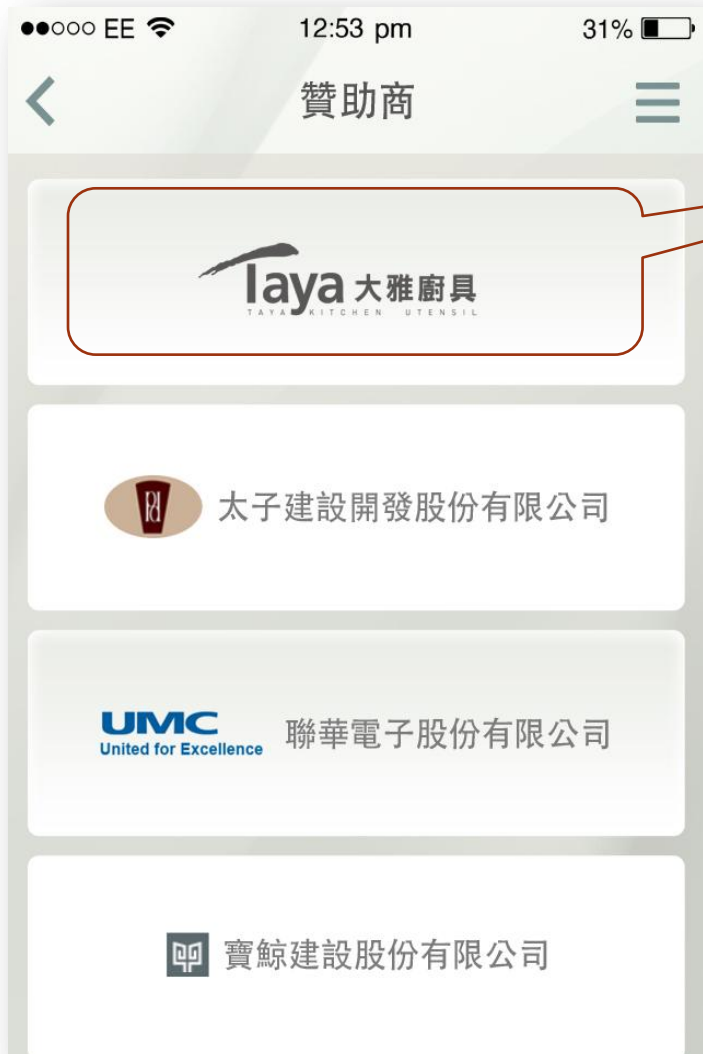 ●●○○○ EE 12:53 pm 31%
贊助商
Taya 大雅廚具
TAYA KITCHEN UTENSIL
太子建設開發股份有限公司
UMC
United for Excellence
聯華電子股份有限公司
寶鯨建設股份有限公司